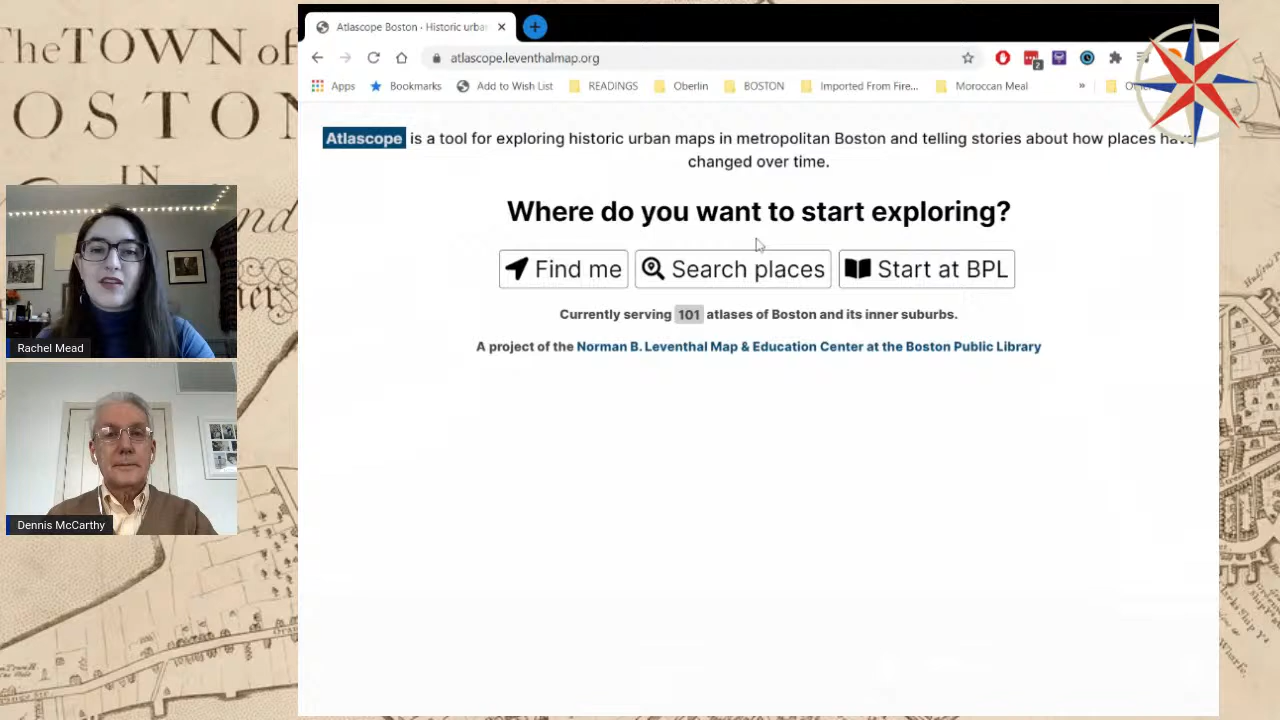 The TOWN of
BOSTON
IN
Rachel Mead
Dennis McCarthy
Atlascope Boston · Historic urba
atlascope.leventhalmap.org
2
Apps
Bookmarks
Add to Wish List
READINGS
Oberlin
BOSTON
Imported From Fire...
Moroccan Meal
»
Atlascope is a tool for exploring historic urban maps in metropolitan Boston and telling stories about how places have
changed over time.
Where do you want to start exploring?
Find me
Search places
Start at BPL
Currently serving 101 atlases of Boston and its inner suburbs.
A project of the Norman B. Leventhal Map & Education Center at the Boston Public Library